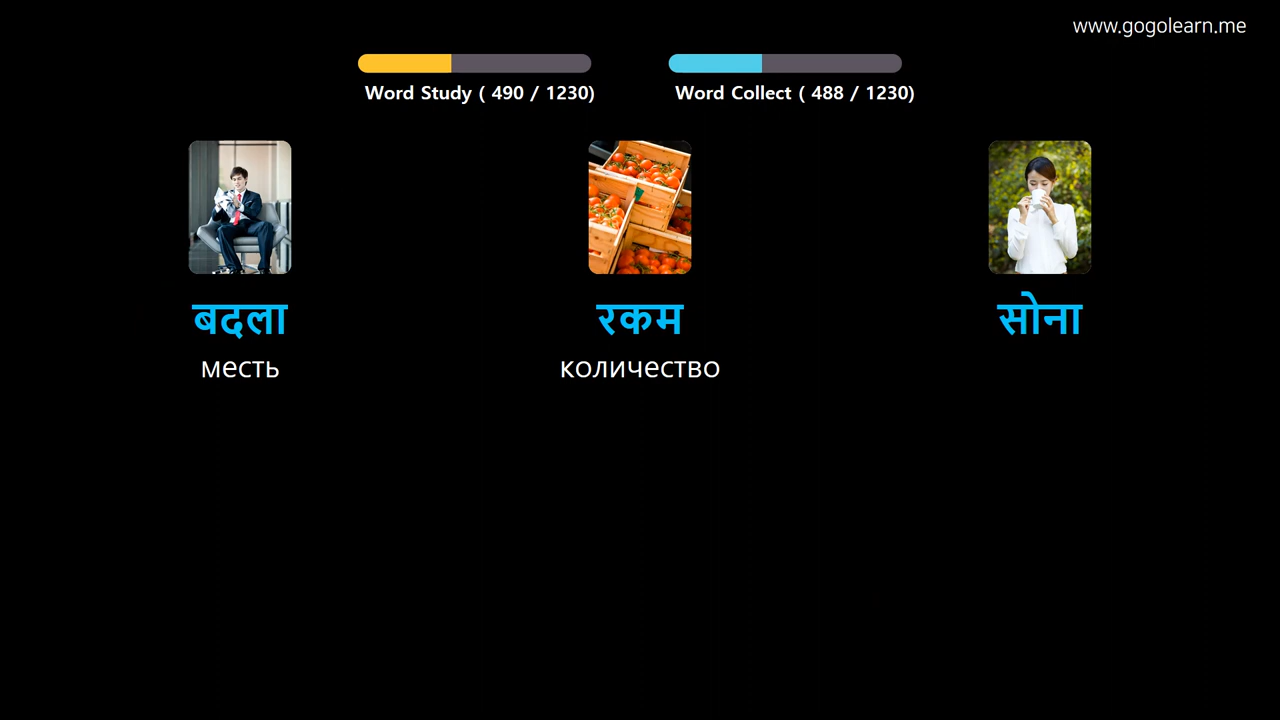 www.gogolearn.me
Word Study ( 490 / 1230)
Word Collect ( 488 / 1230)
बदला
रकम
सोना
месть
количество